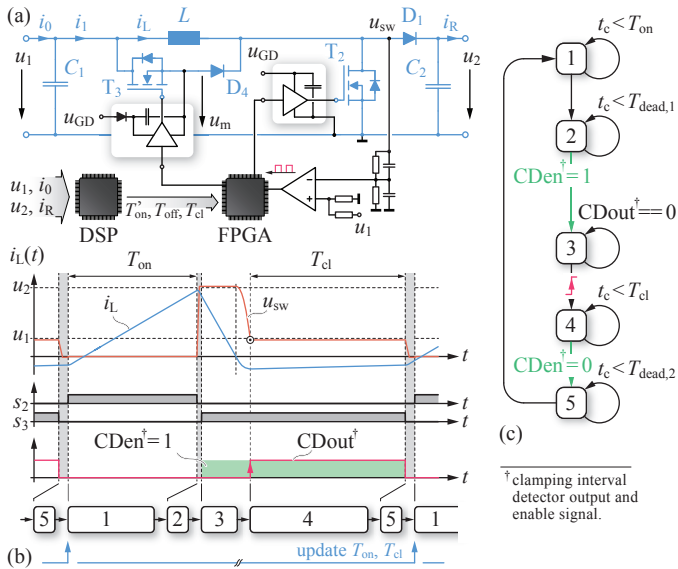 (a)
i0 i1 iL L usw D1 iR
u1 C1 T3 D4 uGD T2 C2 u2
uGD um
u1, i0
u2, iR
DSP
T'on, Toff, Tcl
FPGA
− +
u1
iL(t)
Ton Tcl
u2
iL usw
u1
t
s2 t
s3 t
CDen†=1 CDout†
t
5 1 2 3 4 5 1
(b) update Ton, Tcl
tc < Ton
1
tc < Tdead,1
2
CDen†=1
CDout†==0
3
tc < Tcl
4
CDen†=0
tc < Tdead,2
5
(c)
† clamping interval
detector output and
enable signal.